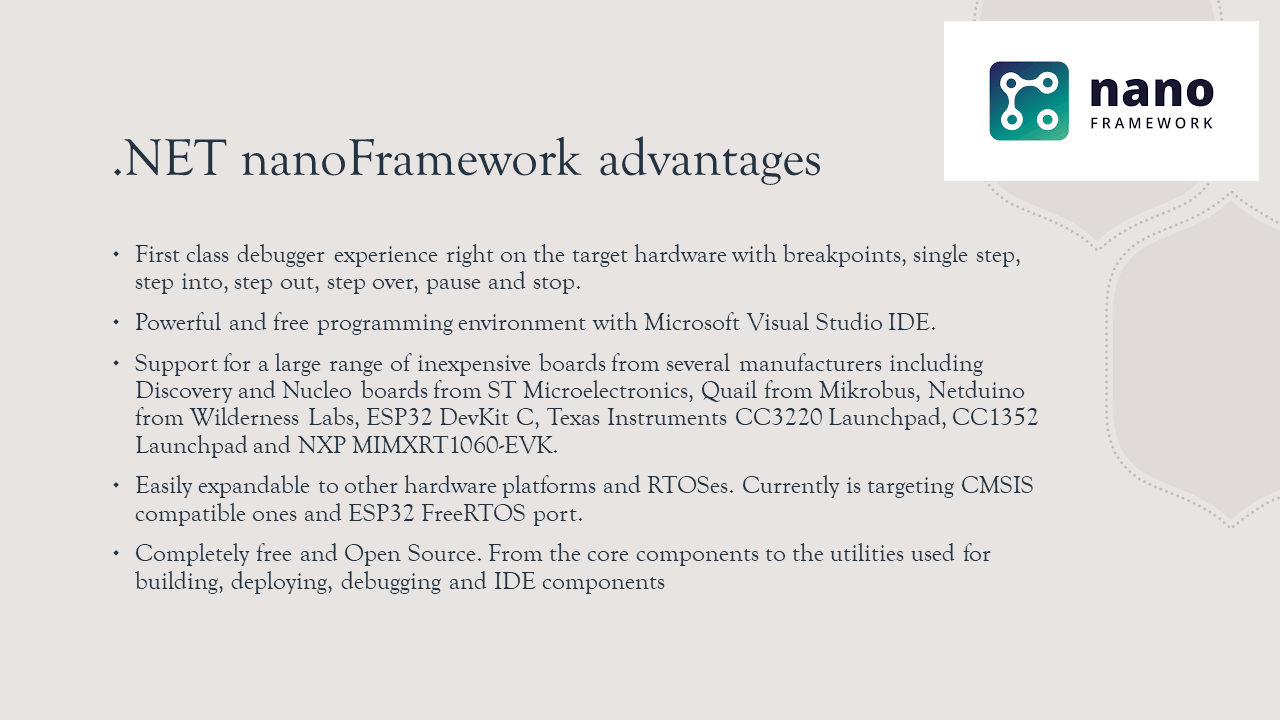 nano
FRAMEWORK
.NET nanoFramework advantages
• First class debugger experience right on the target hardware with breakpoints, single step,
step into, step out, step over, pause and stop.
• Powerful and free programming environment with Microsoft Visual Studio IDE.
• Support for a large range of inexpensive boards from several manufacturers including
Discovery and Nucleo boards from ST Microelectronics, Quail from Mikrobus, Netduino
from Wilderness Labs, ESP32 DevKit C, Texas Instruments CC3220 Launchpad, CC1352
Launchpad and NXP MIMXRT1060-EVK.
• Easily expandable to other hardware platforms and RTOSes. Currently is targeting CMSIS
compatible ones and ESP32 FreeRTOS port.
• Completely free and Open Source. From the core components to the utilities used for
building, deploying, debugging and IDE components